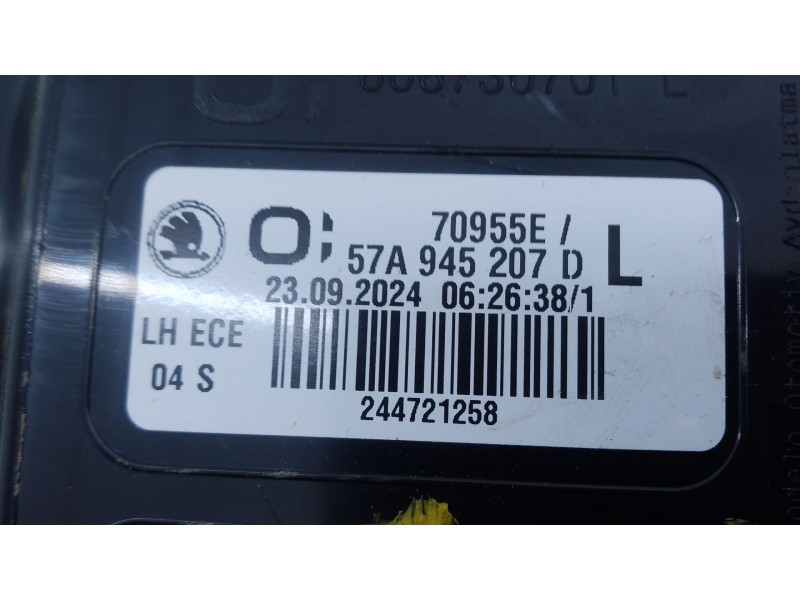 O; 70955E /
57A 945 207 D L
23.09.2024 06:26:38/1
LH ECE
04 S
244721258